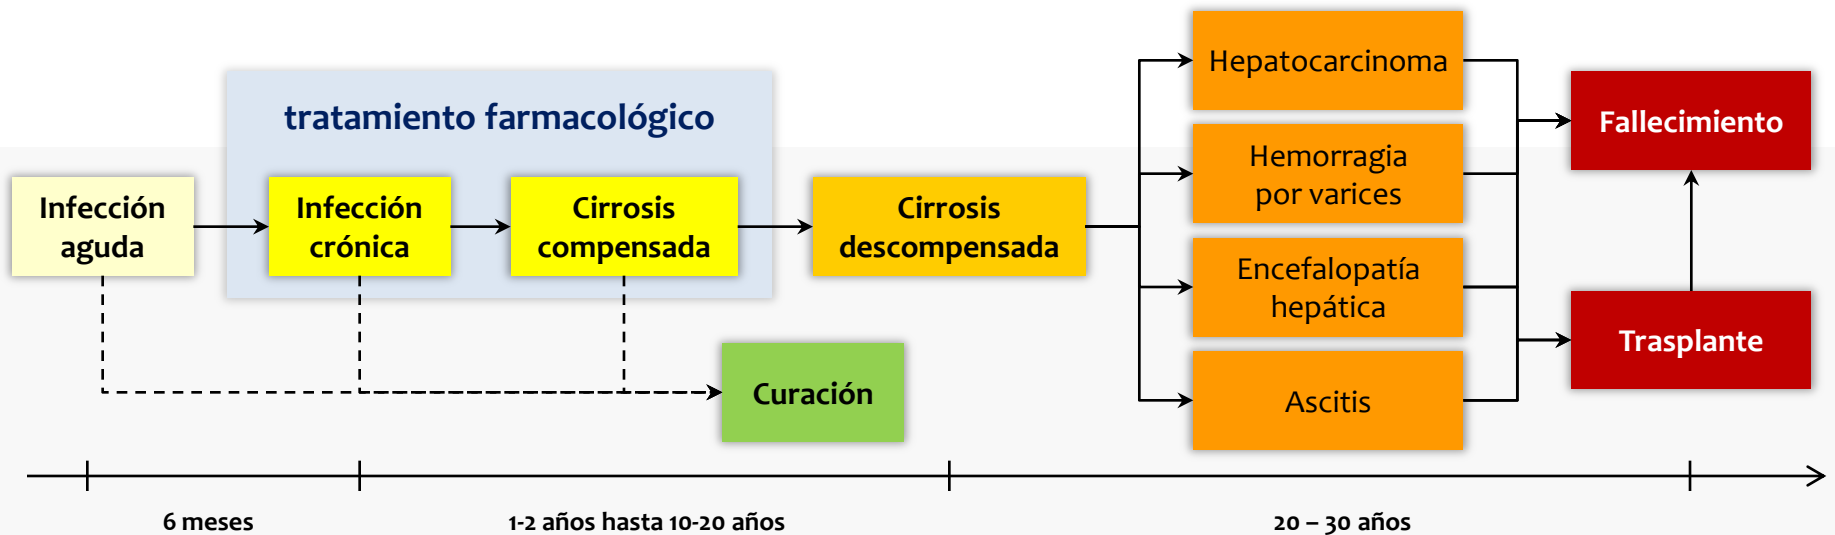 tratamiento farmacológico
Infección
aguda
Infección
crónica
Cirrosis
compensada
Cirrosis
descompensada
Curación
Hepatocarcinoma
Hemorragia
por varices
Encefalopatía
hepática
Ascitis
Fallecimiento
Trasplante
6 meses
1-2 años hasta 10-20 años
20 – 30 años